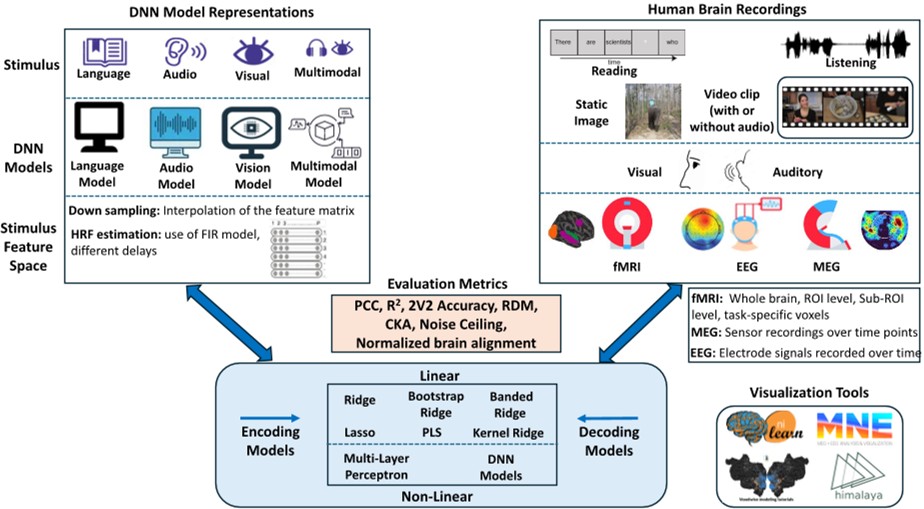 DNN Model Representations
Stimulus
Language
Audio
Visual
Multimodal
DNN
Models
Language
Model
Audio
Model
Vision
Model
Multimodal
Model
Stimulus
Feature
Space
Down sampling: Interpolation of the feature matrix
HRF estimation: use of FIR model,
different delays
Human Brain Recordings
There are scientists who
time
Reading
Listening
Static
Image
Video clip
(with or
without audio)
Visual
Auditory
fMRI
EEG
MEG
fMRI: Whole brain, ROI level, Sub-ROI
level, task-specific voxels
MEG: Sensor recordings over time points
EEG: Electrode signals recorded over time
Evaluation Metrics
PCC, R², 2V2 Accuracy, RDM,
CKA, Noise Ceiling,
Normalized brain alignment
Linear
Encoding
Models
Ridge
Bootstrap
Ridge
Banded
Ridge
Lasso
PLS
Kernel Ridge
Multi-Layer
Perceptron
DNN
Models
Decoding
Models
Non-Linear
Visualization Tools
ni
learn
MNE
himalaya